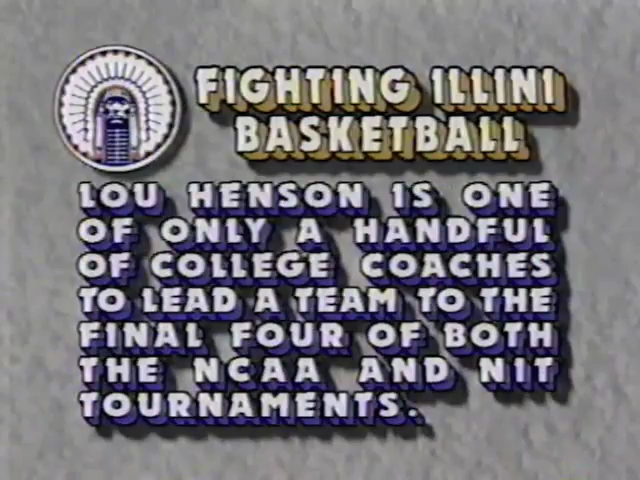 FIGHTING ILLINI
BASKETBALL
LOU HENSON IS ONE
OF ONLY A HANDFUL
OF COLLEGE COACHES
TO LEAD A TEAM TO THE
FINAL FOUR OF BOTH
THE NCAA AND NIT
TOURNAMENTS.